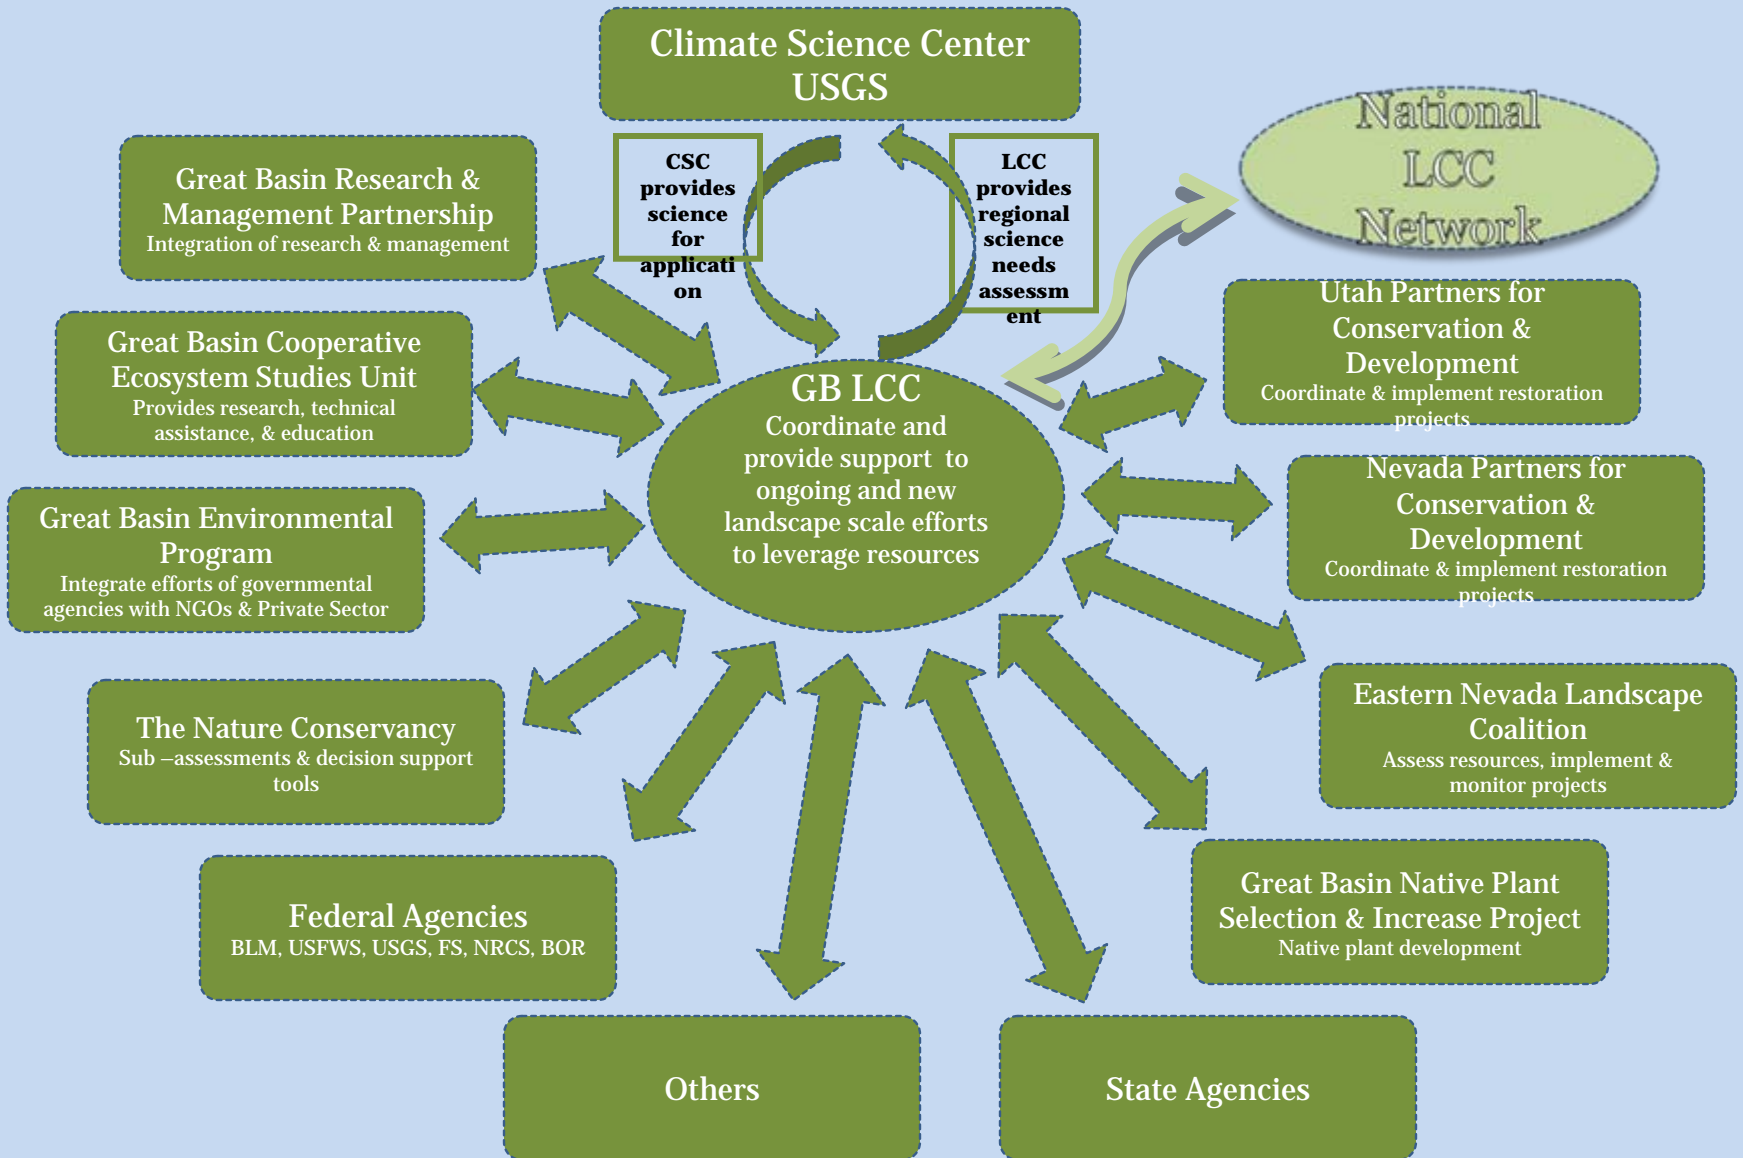 Climate Science Center
USGS
National
LCC
Network
CSC
provides
science
for
applicati
on
LCC
provides
regional
science
needs
assessm
ent
Great Basin Research &
Management Partnership
Integration of research & management
Great Basin Cooperative
Ecosystem Studies Unit
Provides research, technical
assistance, & education
Great Basin Environmental
Program
Integrate efforts of governmental
agencies with NGOs & Private Sector
The Nature Conservancy
Sub –assessments & decision support
tools
Federal Agencies
BLM, USFWS, USGS, FS, NRCS, BOR
GB LCC
Coordinate and
provide support to
ongoing and new
landscape scale efforts
to leverage resources
Utah Partners for
Conservation &
Development
Coordinate & implement restoration
projects
Nevada Partners for
Conservation &
Development
Coordinate & implement restoration
projects
Eastern Nevada Landscape
Coalition
Assess resources, implement &
monitor projects
Great Basin Native Plant
Selection & Increase Project
Native plant development
Others
State Agencies